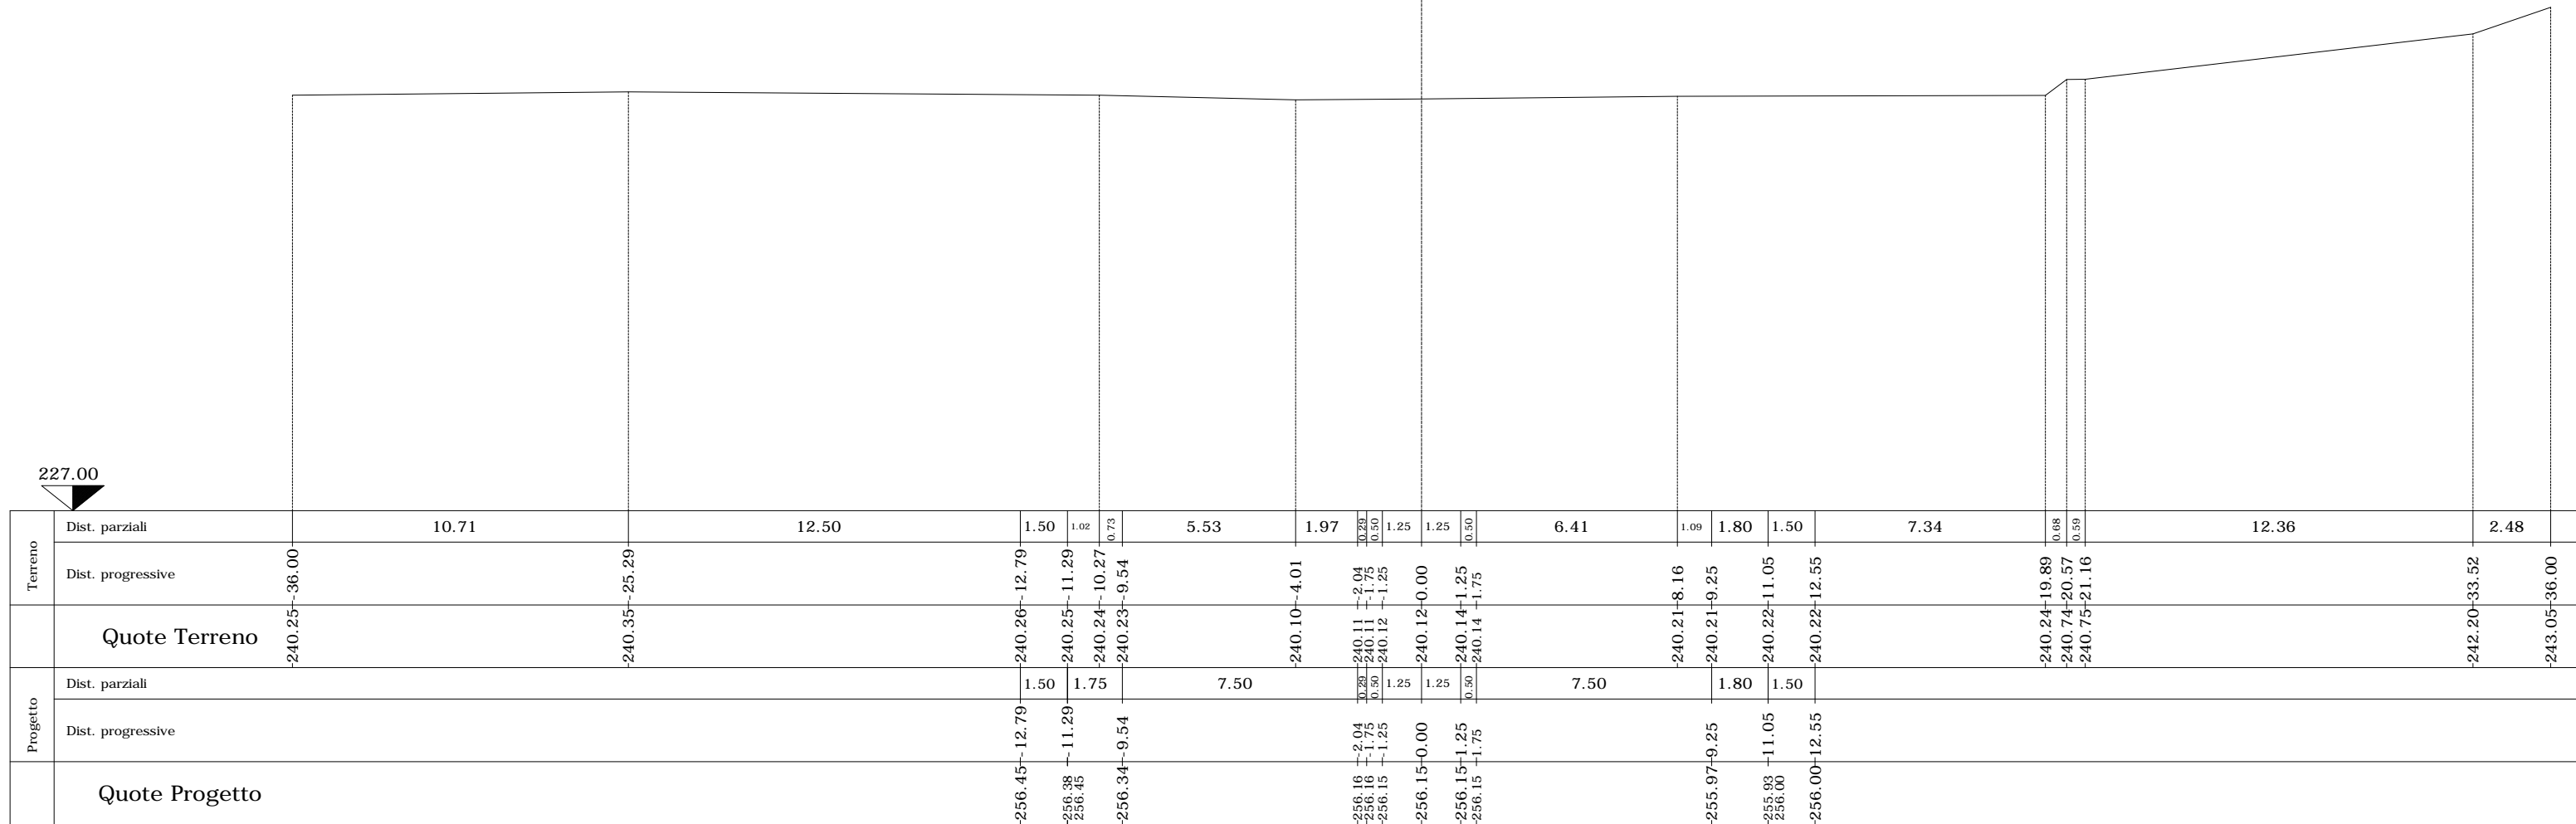 227.00
Terreno
Dist. parziali
10.71 12.50 1.50 1.02 0.73 5.53 1.97 0.29 0.50 1.25 1.25 0.50 6.41 1.09 1.80 1.50 7.34 0.68 0.59 12.36 2.48
Dist. progressive
-36.00 -25.29 -12.79 -11.29 -10.27 -9.54 -4.01 -2.04 -1.75 -1.25 0.00 1.25 1.75 8.16 9.25 11.05 12.55 19.89 20.57 21.16 33.52 36.00
Quote Terreno
240.25 240.35 240.26 240.25 240.24 240.23 240.10 240.11 240.11 240.12 240.12 240.14 240.14 240.21 240.21 240.22 240.22 240.24 240.74 240.75 242.20 243.05
Progetto
Dist. parziali
1.50 1.75 7.50 0.29 0.50 1.25 1.25 0.50 7.50 1.80 1.50
Dist. progressive
-12.79 -11.29 -9.54 -2.04 -1.75 -1.25 0.00 1.25 1.75 9.25 11.05 12.55
Quote Progetto
256.45 256.38 256.45 256.34 256.16 256.16 256.15 256.15 256.15 256.15 255.97 255.93 256.00 256.00